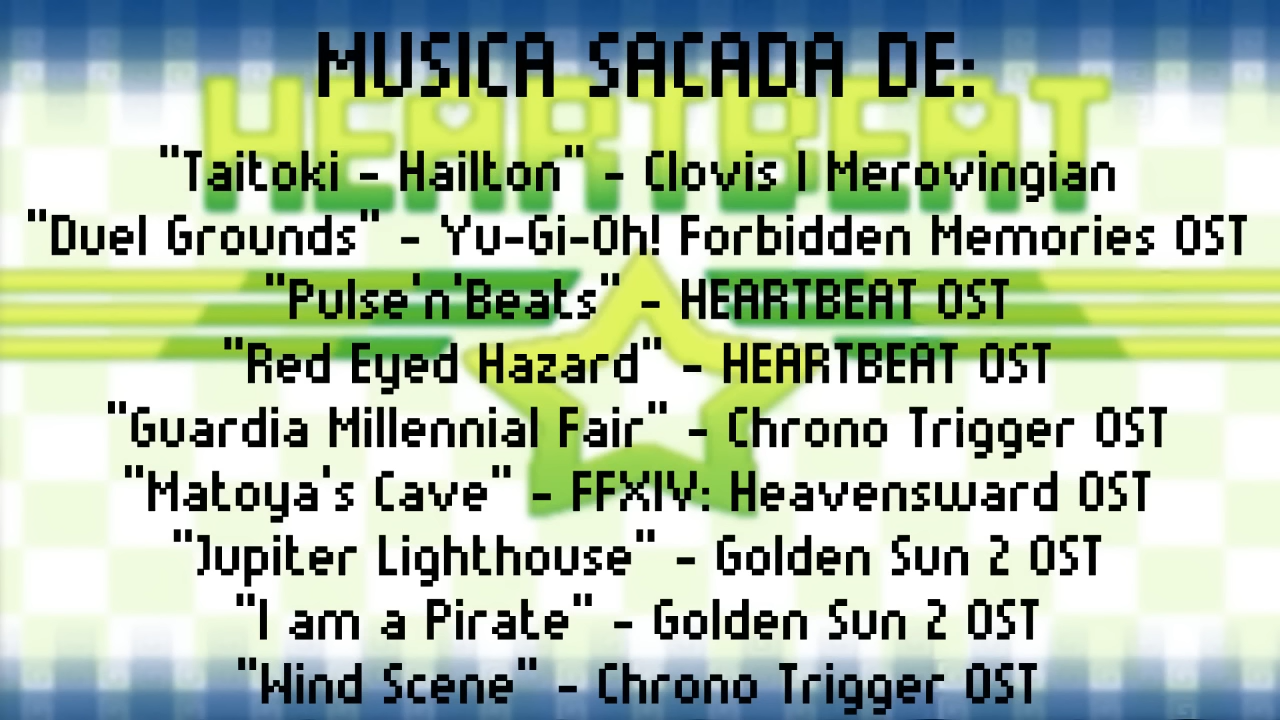 MUSICA SACADA DE:
HEARTBEAT
"Taitoki - Hailton" - Clovis I Merovingian
"Duel Grounds" - Yu-Gi-Oh! Forbidden Memories OST
"Pulse'n'Beats" - HEARTBEAT OST
"Red Eyed Hazard" - HEARTBEAT OST
"Guardia Millennial Fair" - Chrono Trigger OST
"Matoya's Cave" - FFXIV: Heavensward OST
"Jupiter Lighthouse" - Golden Sun 2 OST
"I am a Pirate" - Golden Sun 2 OST
"Wind Scene" - Chrono Trigger OST